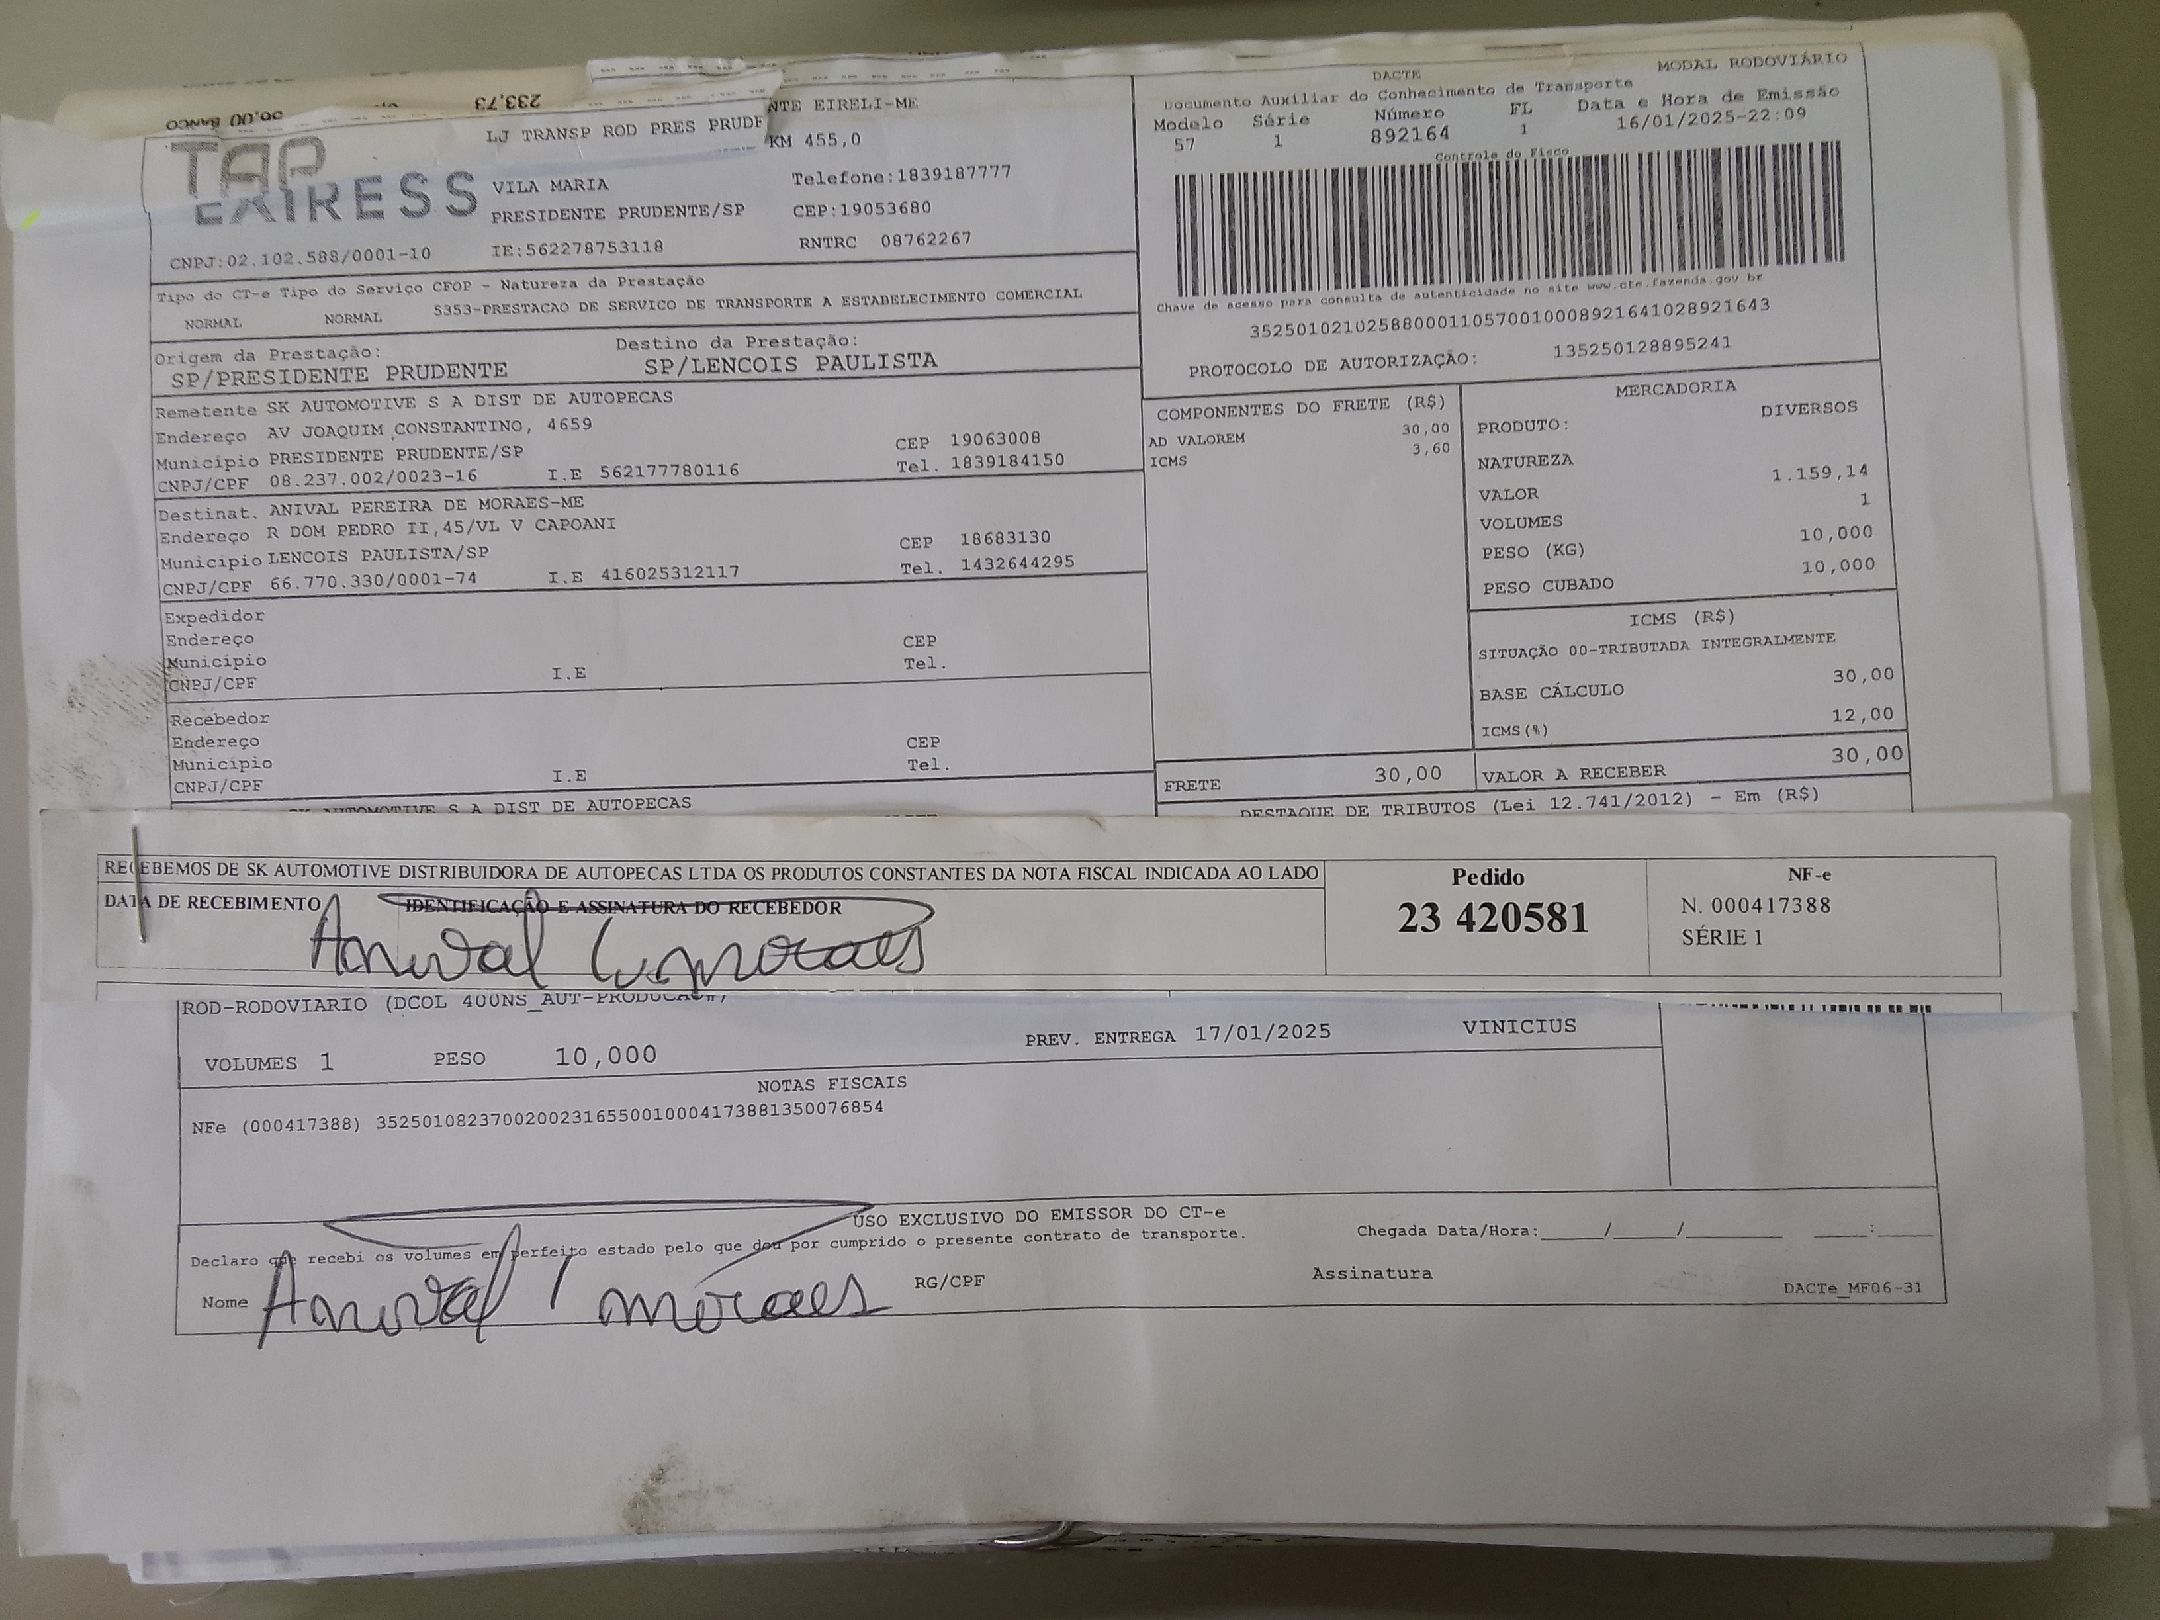 233,73
56,00 BANCO
TAP
EXPRESS
LJ TRANSP ROD PRES PRUDE
NTE EIRELI-ME
KM 455,0
VILA MARIA
Telefone:1839187777
PRESIDENTE PRUDENTE/SP
CEP:19053680
CNPJ:02.102.588/0001-10
IE:562278753118
RNTRC 08762267
MODAL RODOVIÁRIO
DACTE
Documento Auxiliar do Conhecimento de Transporte
Modelo Série Número FL Data e Hora de Emissão
57 1 892164 1 16/01/2025-22:09
Controle do Fisco
Chave de acesso para consulta de autenticidade no site www.cte.fazenda.gov.br
35250102102588000110570010008921641028921643
PROTOCOLO DE AUTORIZAÇÃO: 135250128895241
Tipo do CT-e Tipo do Serviço CFOP - Natureza da Prestação
NORMAL NORMAL 5353-PRESTACAO DE SERVICO DE TRANSPORTE A ESTABELECIMENTO COMERCIAL
Origem da Prestação: Destino da Prestação:
SP/PRESIDENTE PRUDENTE SP/LENCOIS PAULISTA
Remetente SK AUTOMOTIVE S A DIST DE AUTOPECAS
Endereço AV JOAQUIM CONSTANTINO, 4659
Município PRESIDENTE PRUDENTE/SP CEP 19063008
CNPJ/CPF 08.237.002/0023-16 I.E 562177780116 Tel. 1839184150
Destinat. ANIVAL PEREIRA DE MORAES-ME
Endereço R DOM PEDRO II,45/VL V CAPOANI
Município LENCOIS PAULISTA/SP CEP 18683130
CNPJ/CPF 66.770.330/0001-74 I.E 416025312117 Tel. 1432644295
Expedidor
Endereço
Município CEP
CNPJ/CPF I.E Tel.
Recebedor
Endereço
Município CEP
CNPJ/CPF I.E Tel.
SK AUTOMOTIVE S A DIST DE AUTOPECAS
COMPONENTES DO FRETE (R$)
AD VALOREM 30,00
ICMS 3,60
FRETE 30,00
MERCADORIA
PRODUTO: DIVERSOS
NATUREZA
VALOR 1.159,14
VOLUMES 1
PESO (KG) 10,000
PESO CUBADO 10,000
ICMS (R$)
SITUAÇÃO 00-TRIBUTADA INTEGRALMENTE
BASE CÁLCULO 30,00
ICMS(%) 12,00
VALOR A RECEBER 30,00
DESTAQUE DE TRIBUTOS (Lei 12.741/2012) - Em (R$)
RECEBEMOS DE SK AUTOMOTIVE DISTRIBUIDORA DE AUTOPECAS LTDA OS PRODUTOS CONSTANTES DA NOTA FISCAL INDICADA AO LADO
DATA DE RECEBIMENTO IDENTIFICAÇÃO E ASSINATURA DO RECEBEDOR
Anival moraes
Pedido
23 420581
NF-e
N. 000417388
SÉRIE 1
ROD-RODOVIARIO (DCOL 400NS_AUT-PRODUCAO#)
VOLUMES 1 PESO 10,000 PREV. ENTREGA 17/01/2025 VINICIUS
NOTAS FISCAIS
NFe (000417388) 35250108237002002316550010004173881350076854
USO EXCLUSIVO DO EMISSOR DO CT-e
Declaro que recebi os volumes em perfeito estado pelo que dou por cumprido o presente contrato de transporte.
Chegada Data/Hora:_____/_____/_______ ____:____
Nome Anival moraes RG/CPF Assinatura
DACTe_MF06-31